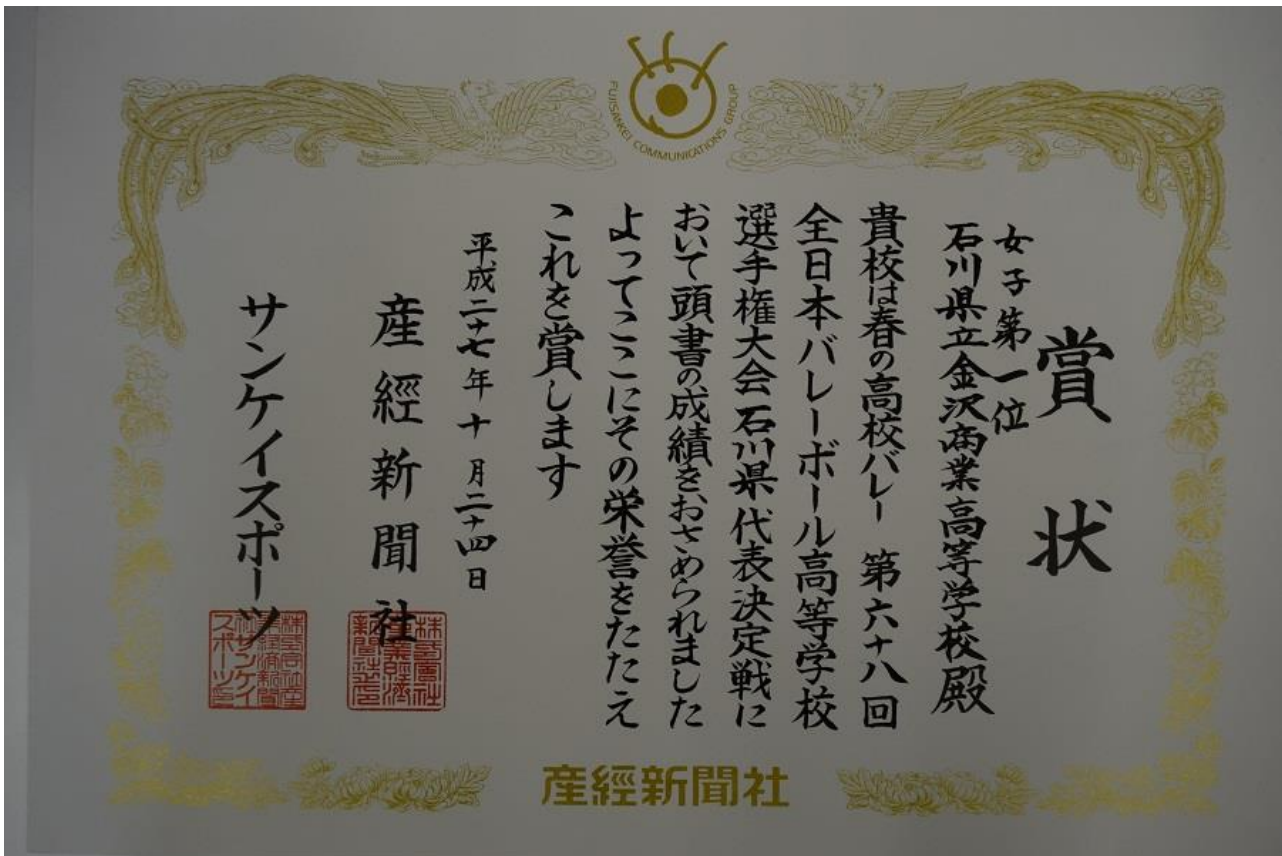 FUJISANKEI COMMUNICATIONS GROUP
賞状
女子第一位
石川県立金沢商業高等学校殿
貴校は春の高校バレー 第六十八回
全日本バレーボール高等学校
選手権大会石川県代表決定戦に
おいて頭書の成績をおさめられました
よってここにその栄誉をたたえ
これを賞します
平成二十七年十月二十四日
産經新聞社
サンケイスポーツ
産經新聞社